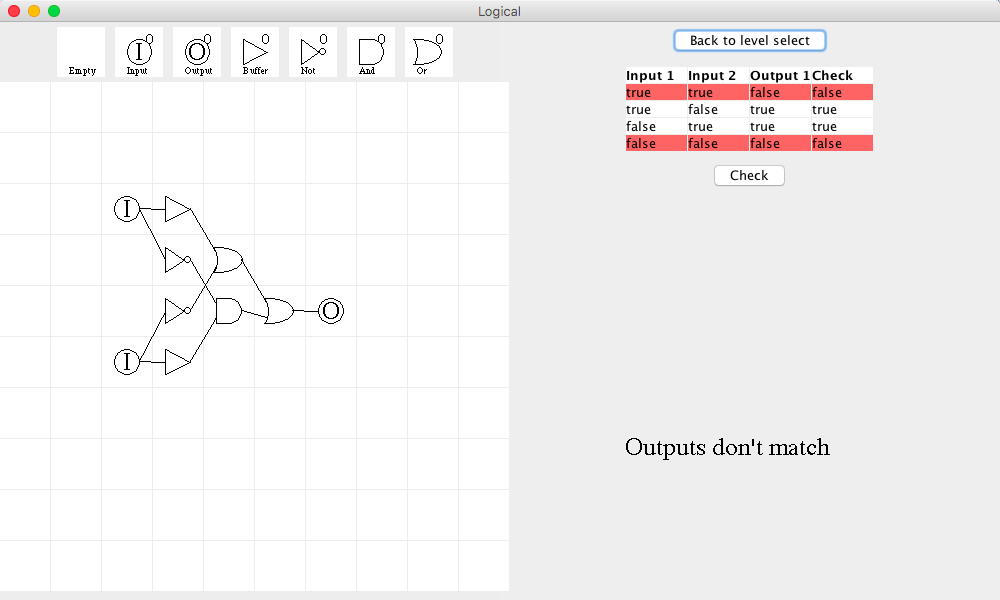 Logical
0 0 0 0 0 0
I O
Empty Input Output Buffer Not And Or
Back to level select
Input 1 Input 2 Output 1 Check
true true false false
true false true true
false true true true
false false false false
Check
I
I
O
Outputs don't match